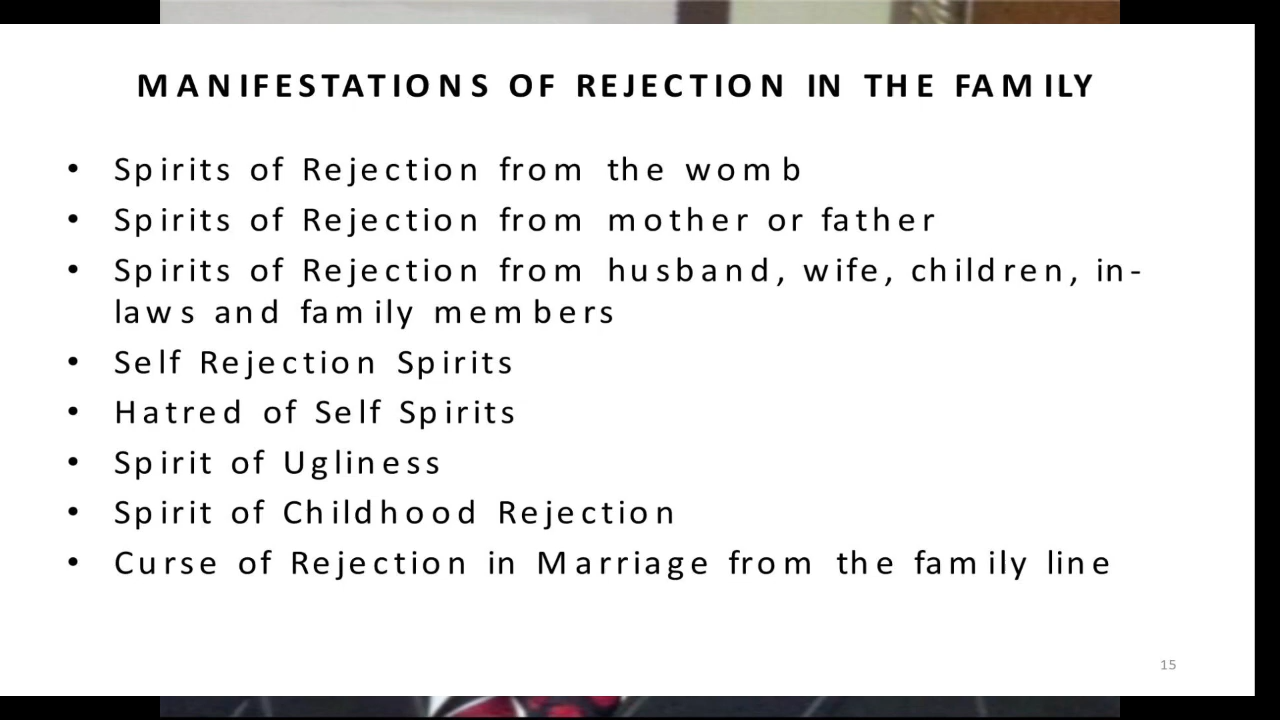 MANIFESTATIONS OF REJECTION IN THE FAMILY
• Spirits of Rejection from the womb
• Spirits of Rejection from mother or father
• Spirits of Rejection from husband, wife, children, in-
laws and family members
• Self Rejection Spirits
• Hatred of Self Spirits
• Spirit of Ugliness
• Spirit of Childhood Rejection
• Curse of Rejection in Marriage from the family line
15